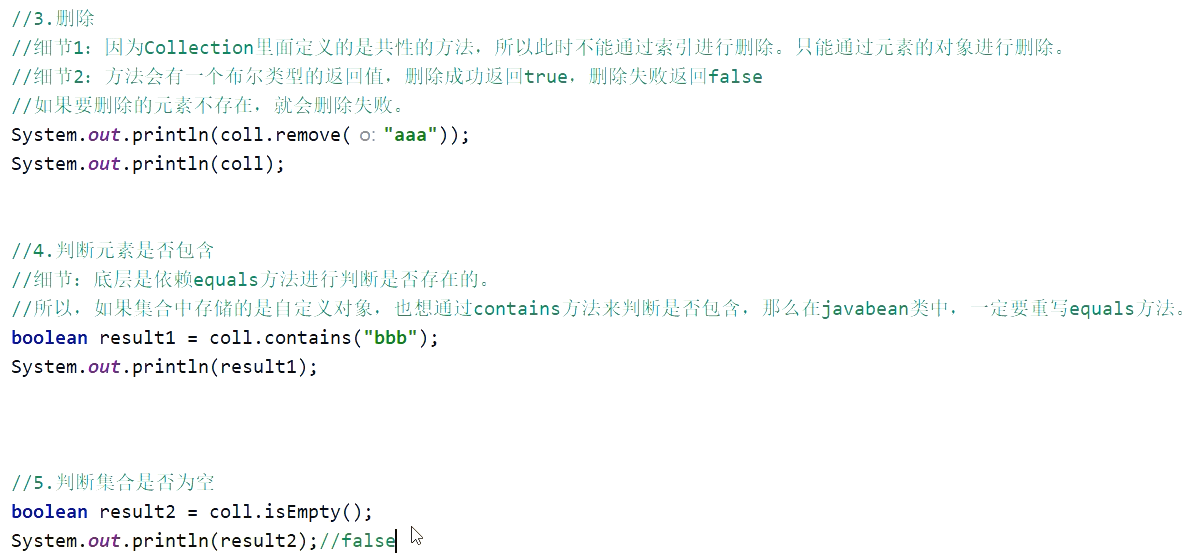 //3.删除
//细节1：因为Collection里面定义的是共性的方法，所以此时不能通过索引进行删除。只能通过元素的对象进行删除。
//细节2：方法会有一个布尔类型的返回值，删除成功返回true，删除失败返回false
//如果要删除的元素不存在，就会删除失败。
System.out.println(coll.remove( o: "aaa"));
System.out.println(coll);
//4.判断元素是否包含
//细节：底层是依赖equals方法进行判断是否存在的。
//所以，如果集合中存储的是自定义对象，也想通过contains方法来判断是否包含，那么在javabean类中，一定要重写equals方法。
boolean result1 = coll.contains("bbb");
System.out.println(result1);
//5.判断集合是否为空
boolean result2 = coll.isEmpty();
System.out.println(result2);//false